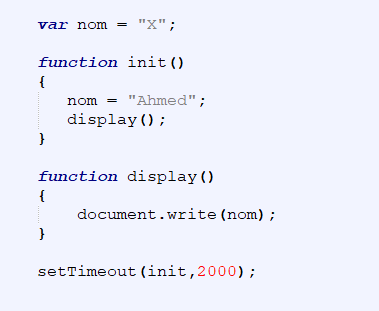 var nom = "X";
function init()
{
nom = "Ahmed";
display();
}
function display()
{
document.write(nom);
}
setTimeout(init,2000);